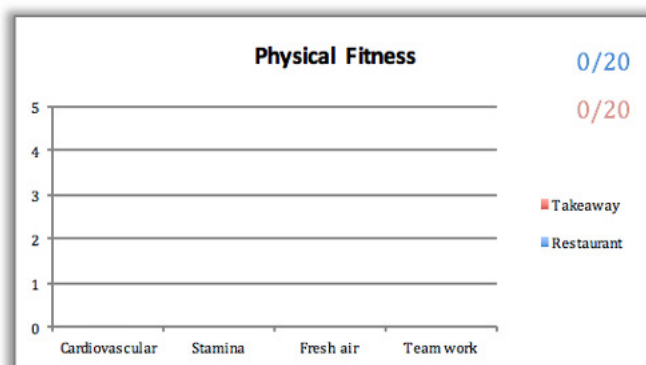 Physical Fitness
0/20
0/20
5
4
3
2
1
0
Takeaway
Restaurant
Cardiovascular Stamina Fresh air Team work